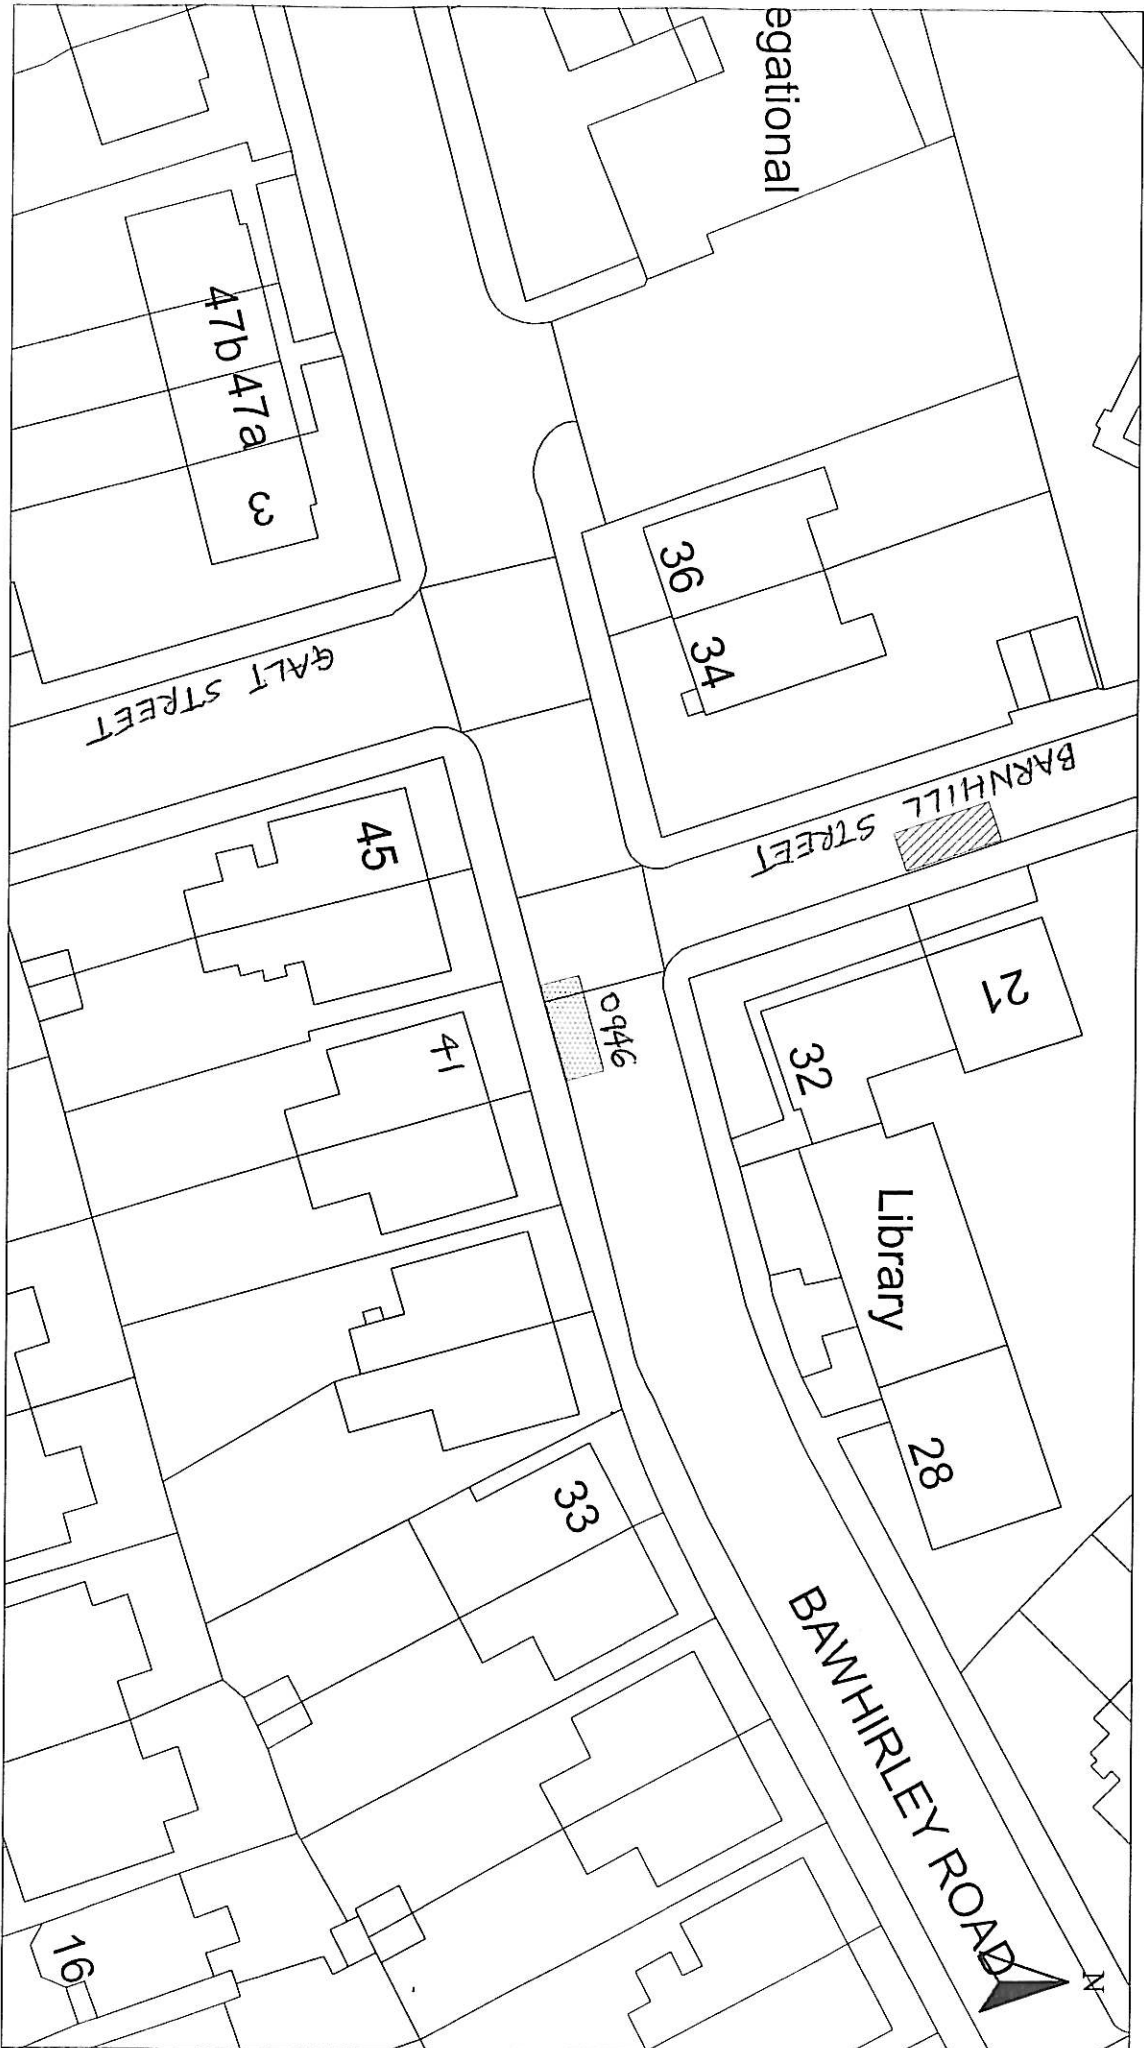 egational
47b
47a
3
GALT STREET
36
34
BARNHILL
STREET
45
41
0946
21
32
Library
28
33
BAWHIRLEY ROAD
16
N